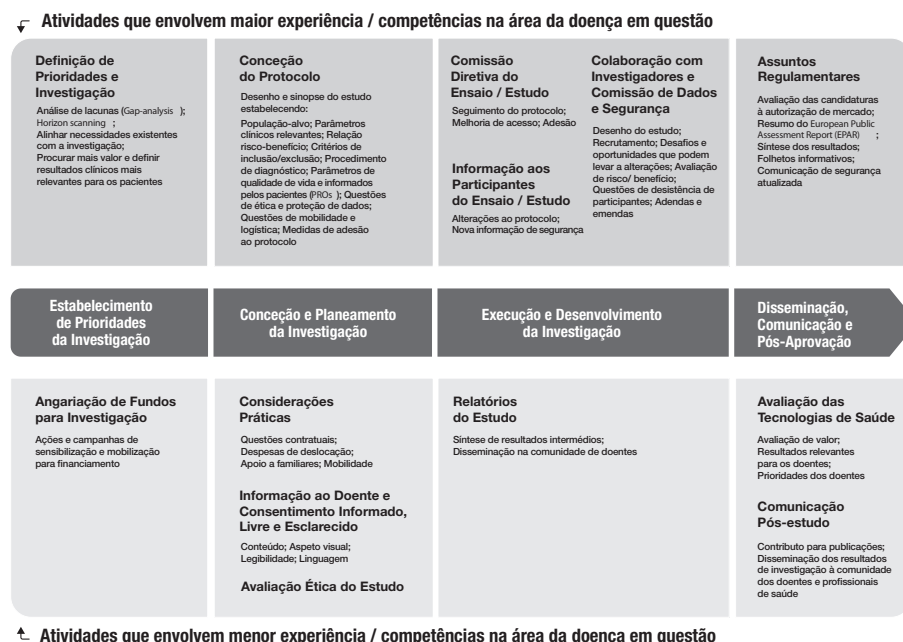 Atividades que envolvem maior experiência / competências na área da doença em questão
Definição de
Prioridades e
Investigação
Análise de lacunas (Gap-analysis );
Horizon scanning ;
Alinhar necessidades existentes
com a investigação;
Procurar mais valor e definir
resultados clínicos mais
relevantes para os pacientes
Conceção
do Protocolo
Desenho e sinopse do estudo
estabelecendo:
População-alvo; Parâmetros
clínicos relevantes; Relação
risco-benefício; Critérios de
inclusão/exclusão; Procedimento
de diagnóstico; Parâmetros de
qualidade de vida e informados
pelos pacientes (PROs ); Questões
de ética e proteção de dados;
Questões de mobilidade e
logística; Medidas de adesão
ao protocolo
Comissão
Diretiva do
Ensaio / Estudo
Seguimento do protocolo;
Melhoria de acesso; Adesão
Informação aos
Participantes
do Ensaio / Estudo
Alterações ao protocolo;
Nova informação de segurança
Colaboração com
Investigadores e
Comissão de Dados
e Segurança
Desenho do estudo;
Recrutamento; Desafios e
oportunidades que podem
levar a alterações; Avaliação
de risco/ benefício;
Questões de desistência de
participantes; Adendas e
emendas
Assuntos
Regulamentares
Avaliação das candidaturas
à autorização de mercado;
Resumo do European Public
Assessment Report (EPAR) ;
Síntese dos resultados;
Folhetos informativos;
Comunicação de segurança
atualizada
Estabelecimento
de Prioridades
da Investigação
Conceção e Planeamento
da Investigação
Execução e Desenvolvimento
da Investigação
Disseminação,
Comunicação e
Pós-Aprovação
Angariação de Fundos
para Investigação
Ações e campanhas de
sensibilização e mobilização
para financiamento
Considerações
Práticas
Questões contratuais;
Despesas de deslocação;
Apoio a familiares; Mobilidade
Informação ao Doente e
Consentimento Informado,
Livre e Esclarecido
Conteúdo; Aspeto visual;
Legibilidade; Linguagem
Avaliação Ética do Estudo
Relatórios
do Estudo
Síntese de resultados intermédios;
Disseminação na comunidade de doentes
Avaliação das
Tecnologias de Saúde
Avaliação de valor;
Resultados relevantes
para os doentes;
Prioridades dos doentes
Comunicação
Pós-estudo
Contributo para publicações;
Disseminação dos resultados
de investigação à comunidade
dos doentes e profissionais
de saúde
Atividades que envolvem menor experiência / competências na área da doença em questão